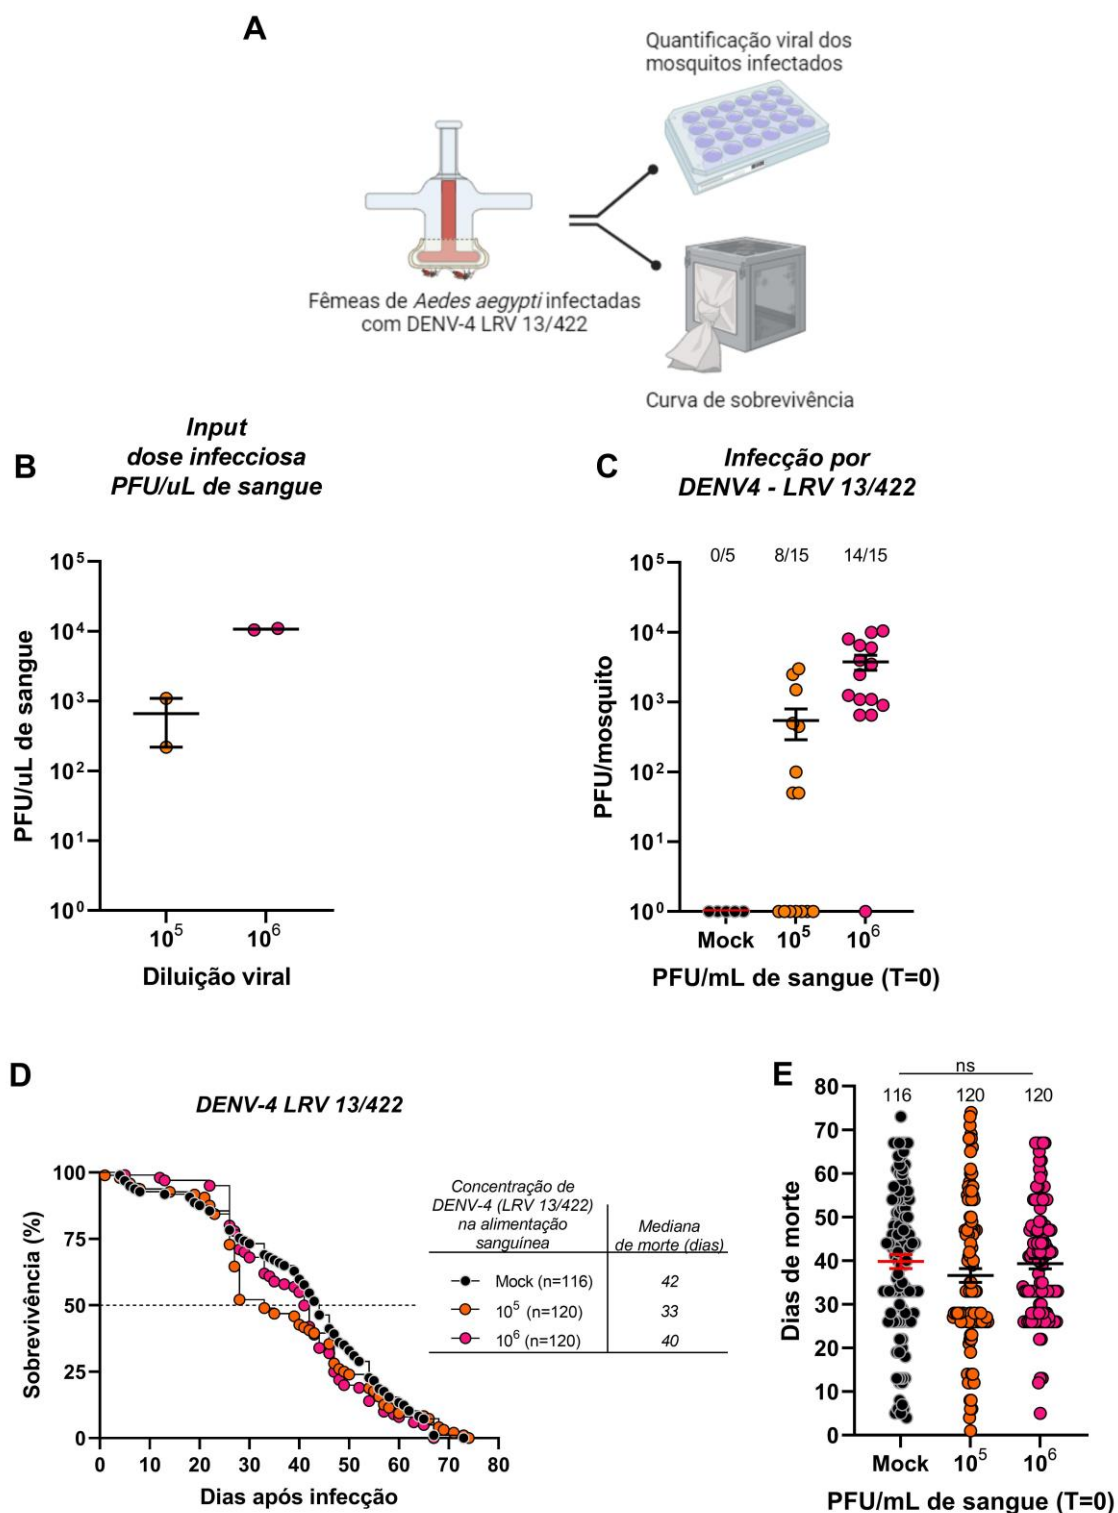 A
Quantificação viral dos
mosquitos infectados
Fêmeas de Aedes aegypti infectadas
com DENV-4 LRV 13/422
Curva de sobrevivência
B
Input
dose infecciosa
PFU/uL de sangue
PFU/uL de sangue
10⁵
10⁴
10³
10²
10¹
10⁰
10⁵ 10⁶
Diluição viral
C
Infecção por
DENV4 - LRV 13/422
0/5 8/15 14/15
PFU/mosquito
10⁵
10⁴
10³
10²
10¹
10⁰
Mock 10⁵ 10⁶
PFU/mL de sangue (T=0)
D
DENV-4 LRV 13/422
Sobrevivência (%)
100
75
50
25
0
0 10 20 30 40 50 60 70 80
Dias após infecção
Concentração de
DENV-4 (LRV 13/422)
na alimentação
sanguínea
Mediana
de morte (dias)
Mock (n=116) 42
10⁵ (n=120) 33
10⁶ (n=120) 40
E
ns
116 120 120
Dias de morte
80
70
60
50
40
30
20
10
0
Mock 10⁵ 10⁶
PFU/mL de sangue (T=0)